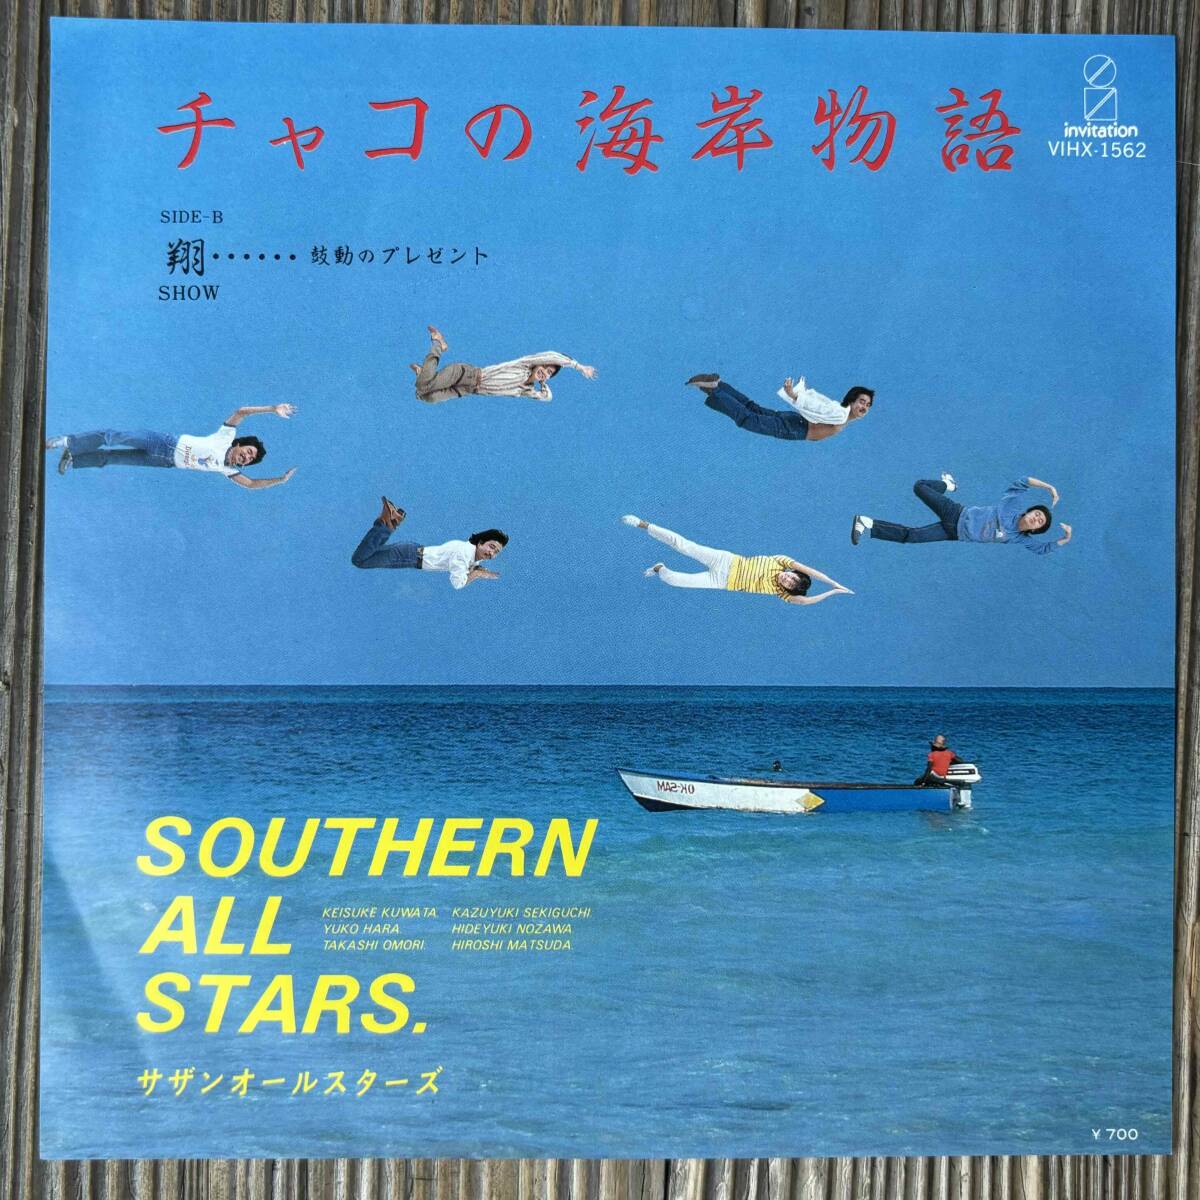 チャコの海岸物語
invitation
VIHX-1562
SIDE-B
翔・・・・・・鼓動のプレゼント
SHOW
OK-SAM
SOUTHERN
ALL
STARS.
KEISUKE KUWATA. KAZUYUKI SEKIGUCHI.
YUKO HARA. HIDEYUKI NOZAWA.
TAKASHI OMORI. HIROSHI MATSUDA.
サザンオールスターズ
¥700